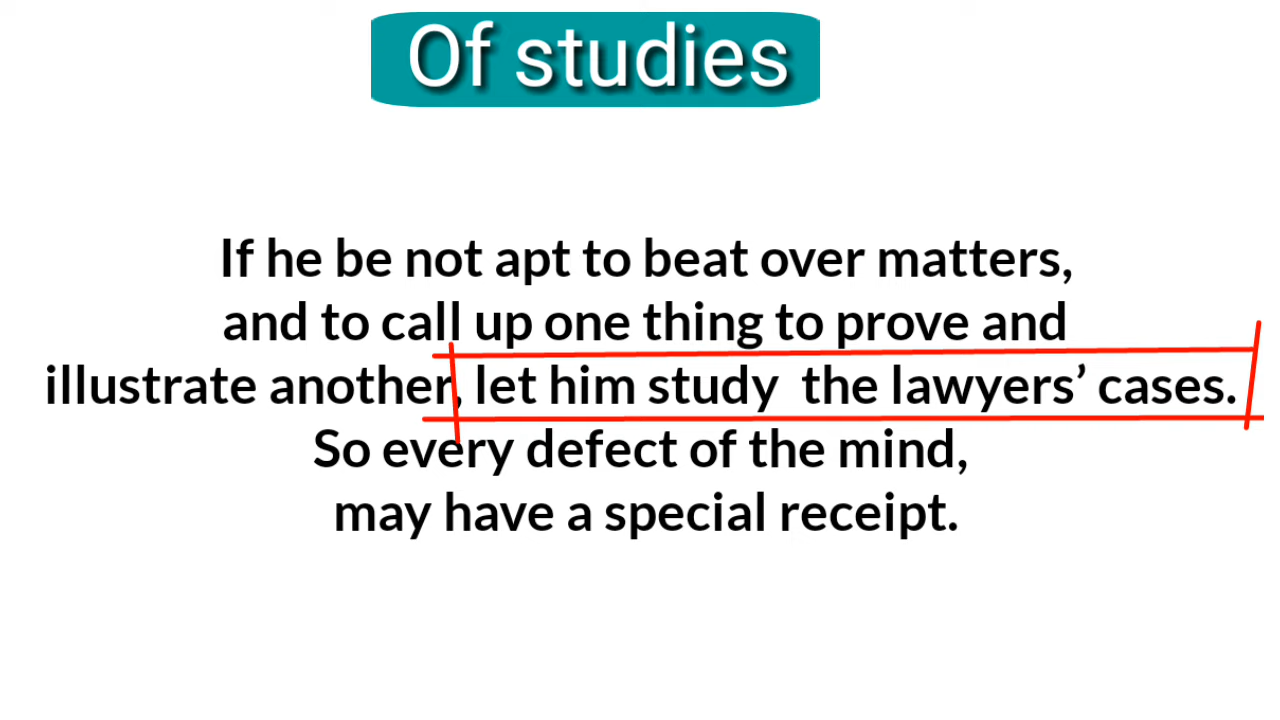 Of studies
If he be not apt to beat over matters,
and to call up one thing to prove and
illustrate another, let him study the lawyers’ cases.
So every defect of the mind,
may have a special receipt.